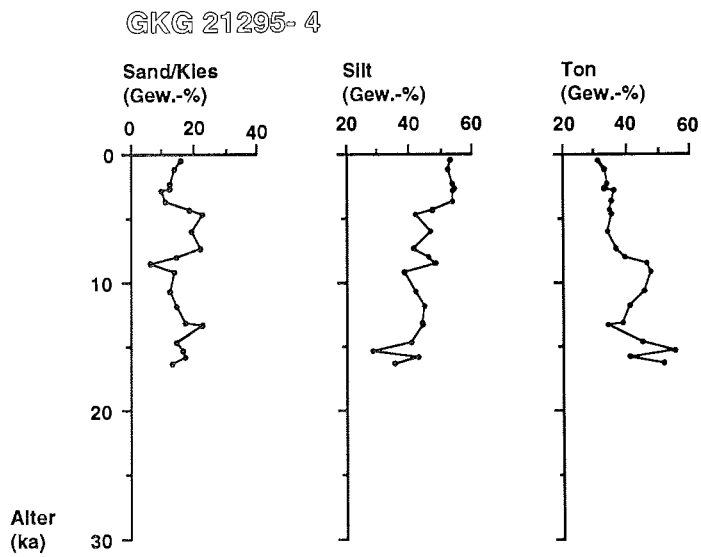 GKG 21295- 4
Sand/Kies
(Gew.-%)
0 20 40
Silt
(Gew.-%)
20 40 60
Ton
(Gew.-%)
20 40 60
0
10
20
30
Alter
(ka)